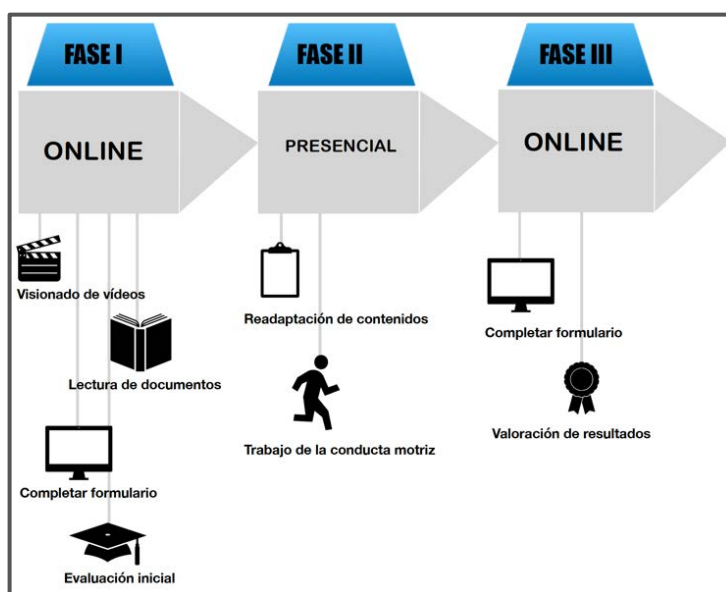 FASE I
FASE II
FASE III
ONLINE
PRESENCIAL
ONLINE
Visionado de vídeos
Lectura de documentos
Completar formulario
Evaluación inicial
Readaptación de contenidos
Trabajo de la conducta motriz
Completar formulario
Valoración de resultados